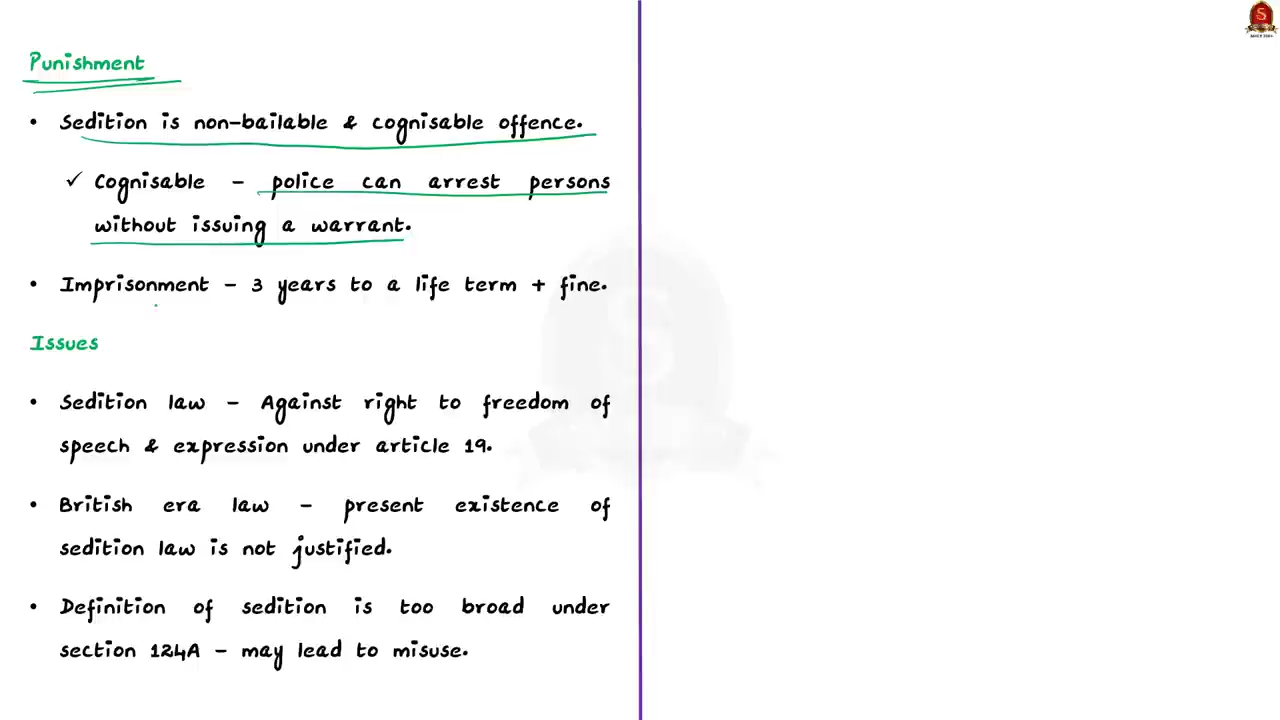 Punishment
• Sedition is non-bailable & cognisable offence.
✓ Cognisable – police can arrest persons
without issuing a warrant.
• Imprisonment – 3 years to a life term + fine.
Issues
• Sedition law – Against right to freedom of
speech & expression under article 19.
• British era law – present existence of
sedition law is not justified.
• Definition of sedition is too broad under
section 124A – may lead to misuse.
S
SINCE 2004
S